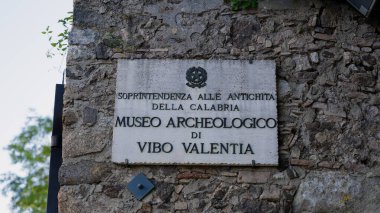 SOPRINTENDENZA ALLE ANTICHITÀ
DELLA CALABRIA
MUSEO ARCHEOLOGICO
DI
VIBO VALENTIA